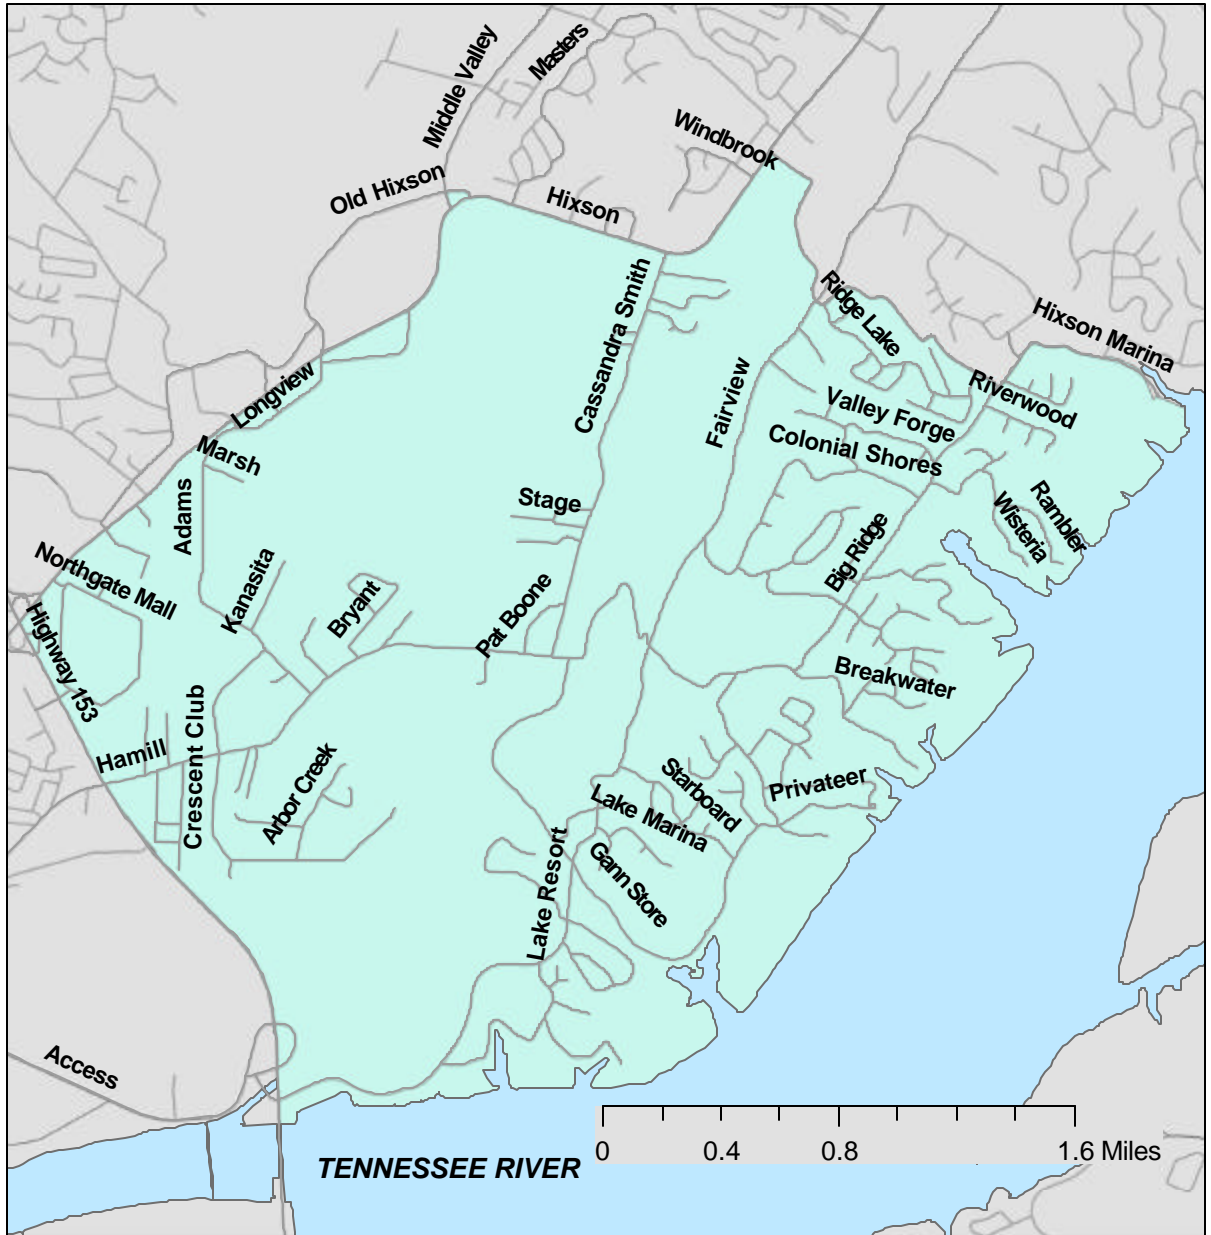 Middle Valley
Masters
Windbrook
Old Hixson
Hixson
Cassandra Smith
Ridge Lake
Hixson Marina
Longview
Fairview
Riverwood
Valley Forge
Colonial Shores
Marsh
Adams
Stage
Rambler
Wisteria
Big Ridge
Northgate Mall
Kanasita
Bryant
Pat Boone
Highway 153
Breakwater
Crescent Club
Hamill
Arbor Creek
Starboard
Privateer
Lake Marina
Gann Store
Lake Resort
Access
TENNESSEE RIVER
0 0.4 0.8 1.6 Miles